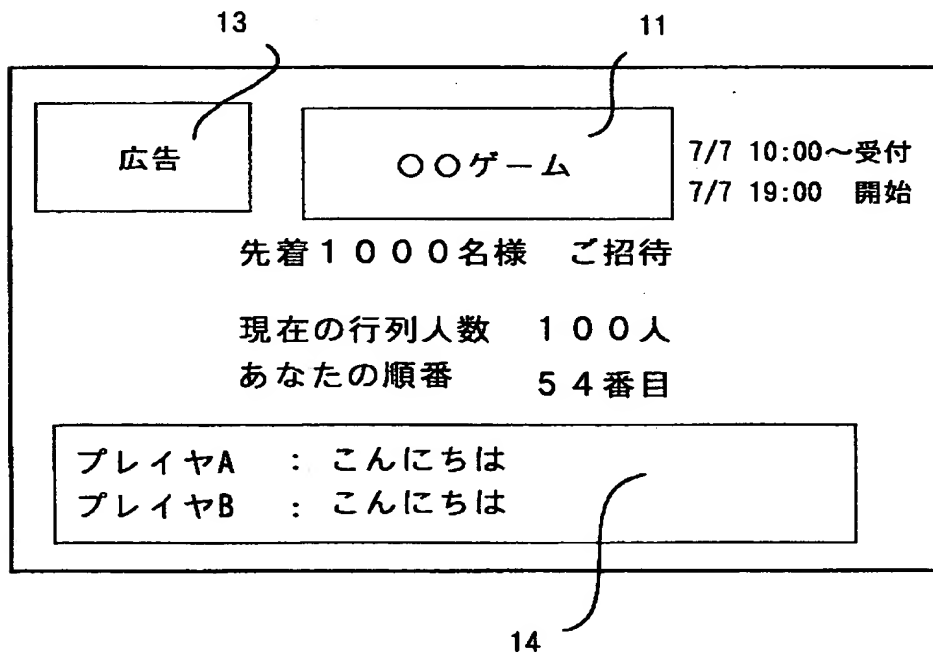 13
11
広告
○○ゲーム
7/7 10:00～受付
7/7 19:00 開始
先着1000名様 ご招待
現在の行列人数 100人
あなたの順番 54番目
プレイヤA : こんにちは
プレイヤB : こんにちは
14